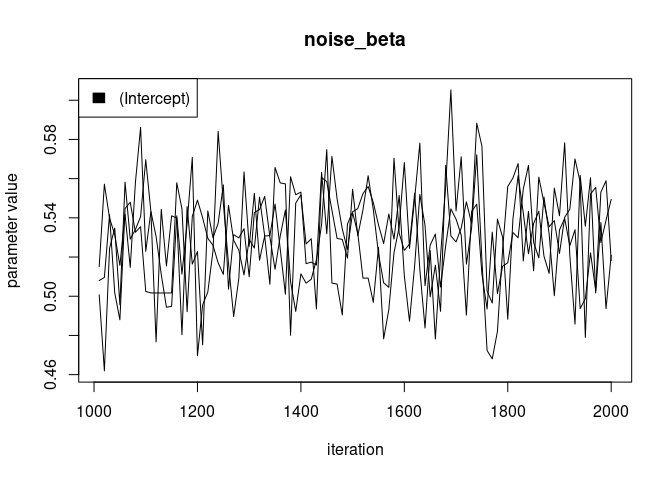 noise_beta
(Intercept)
parameter value
0.58
0.54
0.50
0.46
1000 1200 1400 1600 1800 2000
iteration